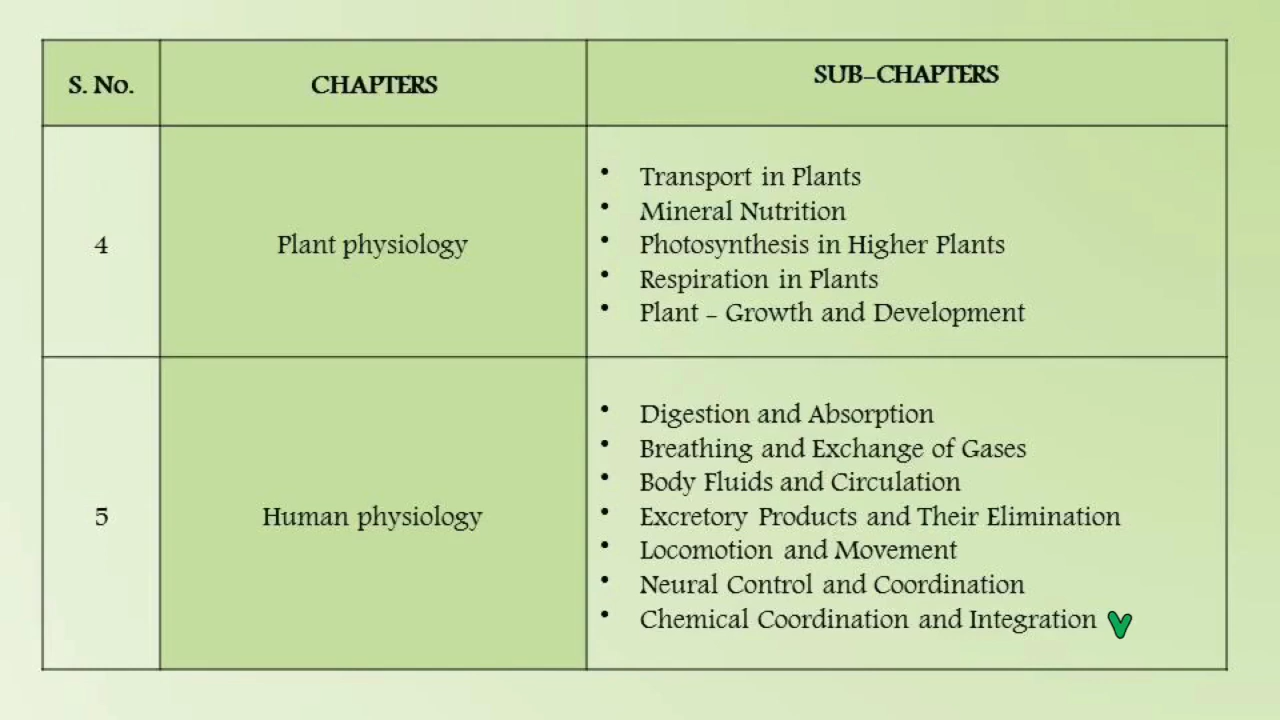 S. No.
CHAPTERS
SUB-CHAPTERS
4
Plant physiology
• Transport in Plants
• Mineral Nutrition
• Photosynthesis in Higher Plants
• Respiration in Plants
• Plant - Growth and Development
5
Human physiology
• Digestion and Absorption
• Breathing and Exchange of Gases
• Body Fluids and Circulation
• Excretory Products and Their Elimination
• Locomotion and Movement
• Neural Control and Coordination
• Chemical Coordination and Integration